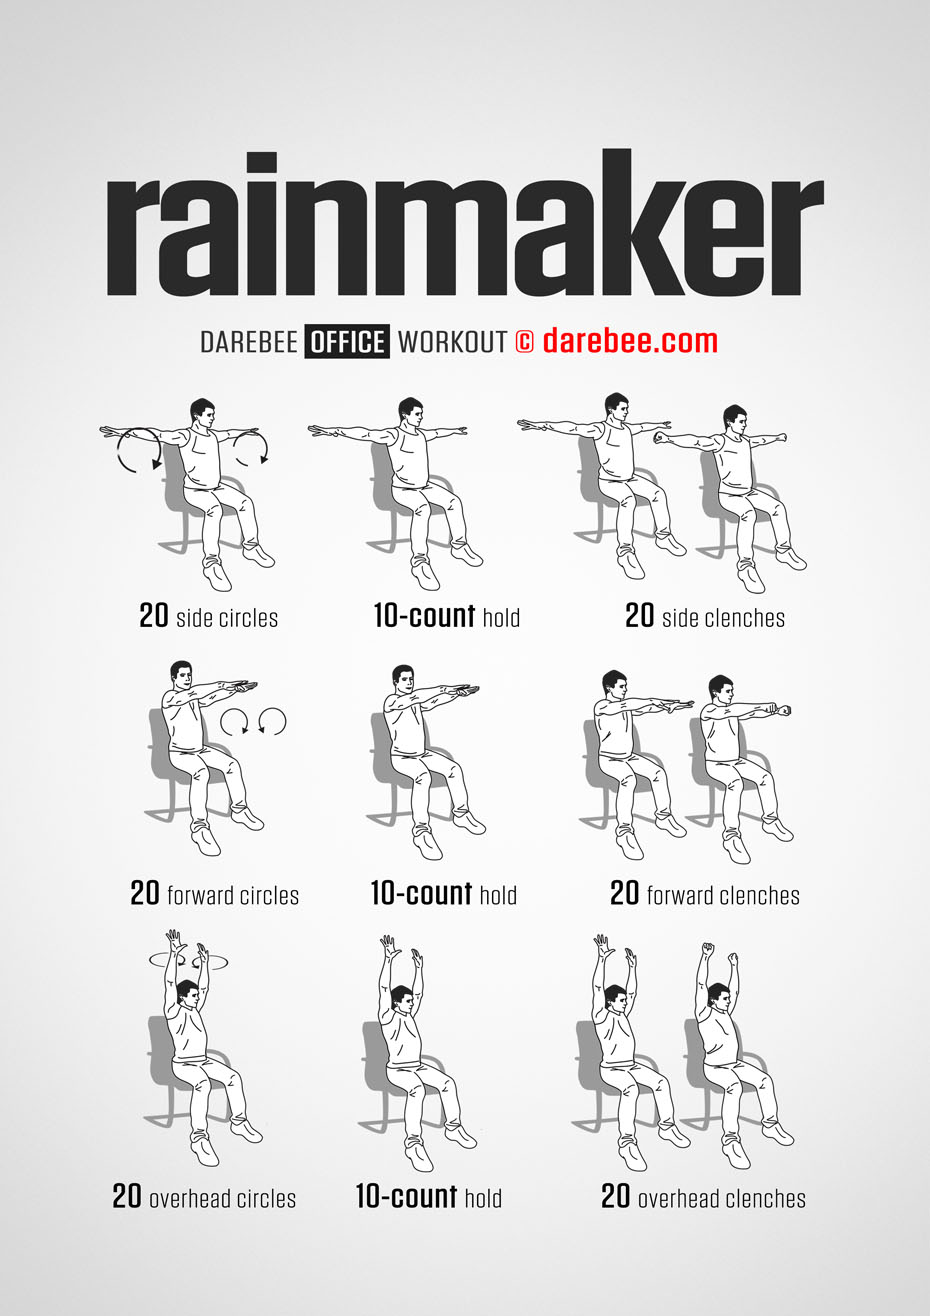 rainmaker
DAREBEE OFFICE WORKOUT © darebee.com
20 side circles
10-count hold
20 side clenches
20 forward circles
10-count hold
20 forward clenches
20 overhead circles
10-count hold
20 overhead clenches